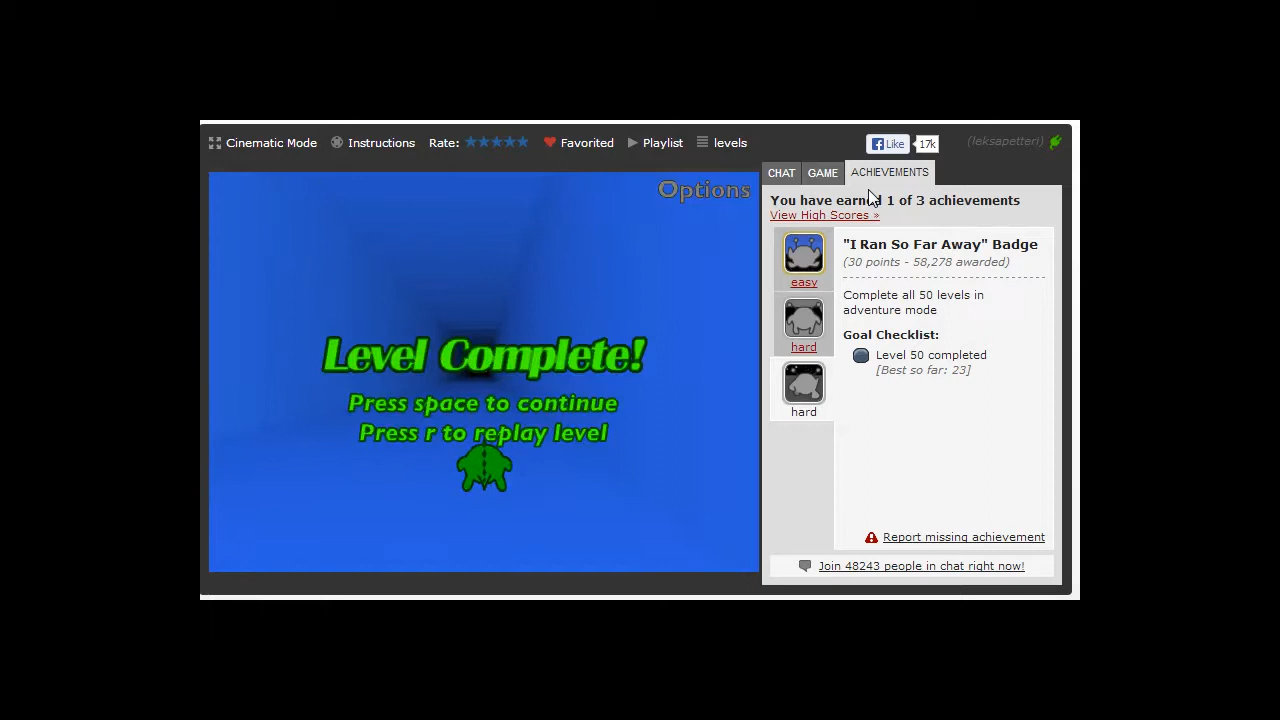 Cinematic Mode Instructions Rate: Favorited Playlist levels Like 17k (leksapetteri)
CHAT GAME ACHIEVEMENTS
Options
You have earned 1 of 3 achievements
View High Scores »
"I Ran So Far Away" Badge
(30 points - 58,278 awarded)
easy
Complete all 50 levels in
adventure mode
Goal Checklist:
hard
Level 50 completed
[Best so far: 23]
hard
Level Complete!
Press space to continue
Press r to replay level
Report missing achievement
Join 48243 people in chat right now!